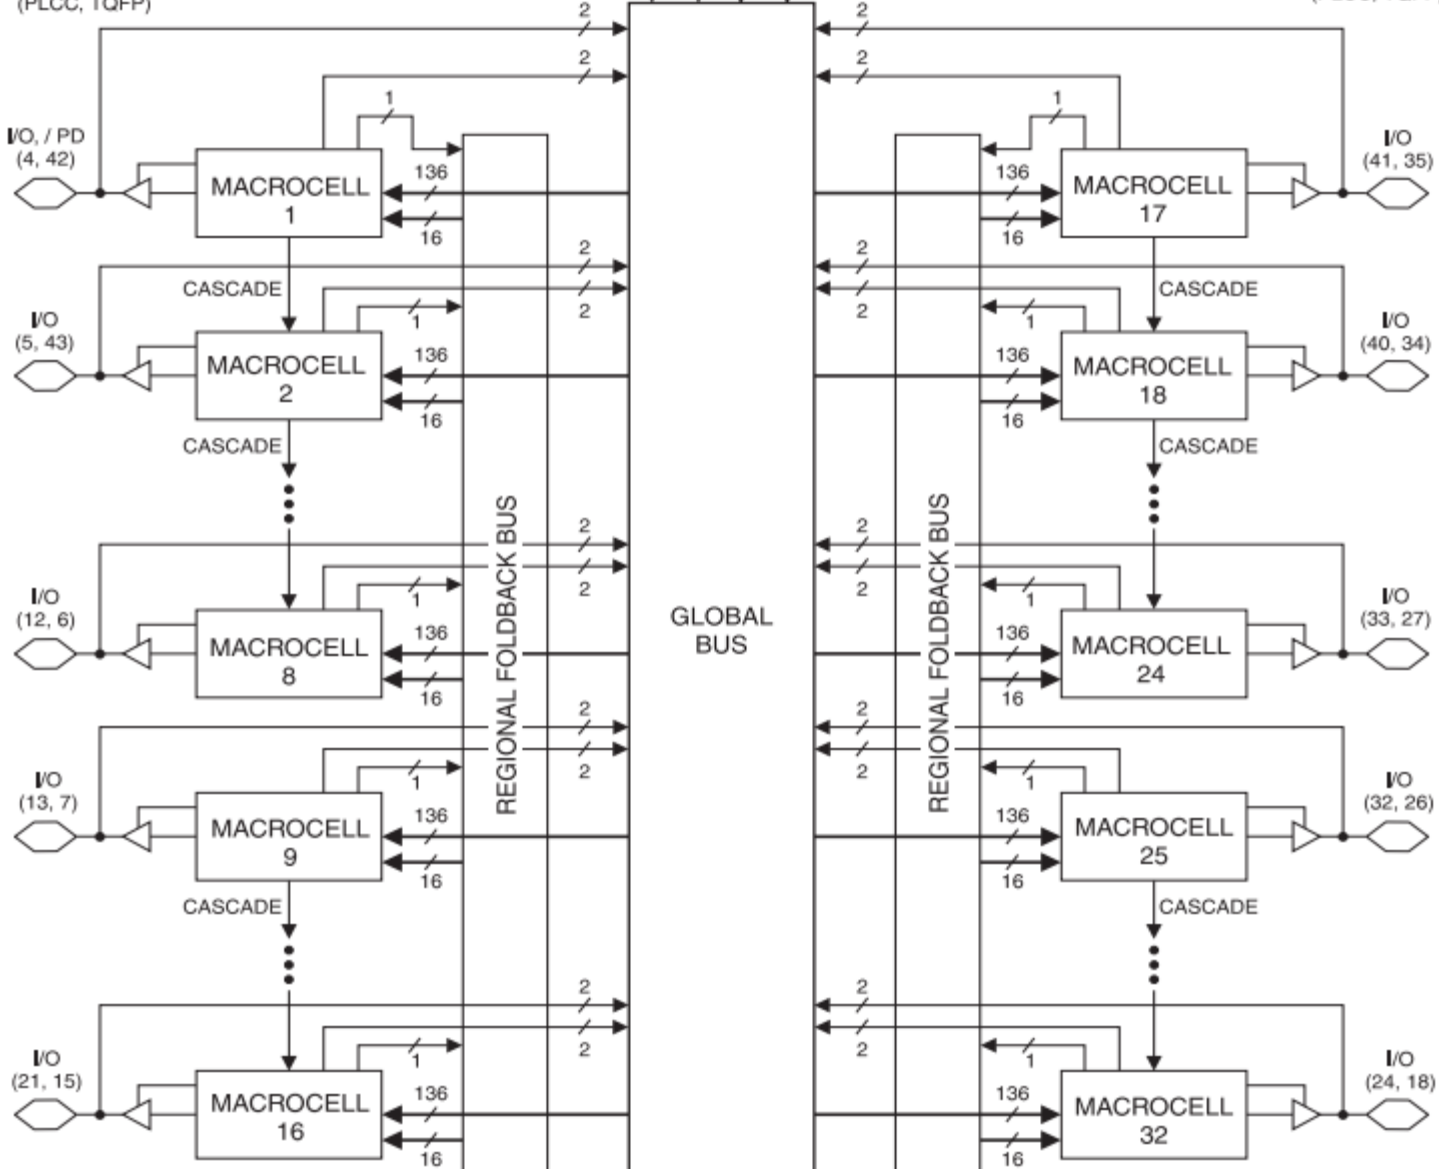 (PLCC, TQFP)
2
2
2
2
1
1
I/O, / PD
(4, 42)
MACROCELL
1
136
16
136
16
MACROCELL
17
I/O
(41, 35)
2
2
CASCADE
2
2
CASCADE
1
1
I/O
(5, 43)
MACROCELL
2
136
16
136
16
MACROCELL
18
I/O
(40, 34)
CASCADE
CASCADE
REGIONAL FOLDBACK BUS
GLOBAL
BUS
REGIONAL FOLDBACK BUS
2
2
2
2
1
1
I/O
(12, 6)
MACROCELL
8
136
16
136
16
MACROCELL
24
I/O
(33, 27)
2
2
2
2
1
1
I/O
(13, 7)
MACROCELL
9
136
16
136
16
MACROCELL
25
I/O
(32, 26)
CASCADE
CASCADE
2
2
2
2
1
1
I/O
(21, 15)
MACROCELL
16
136
16
136
16
MACROCELL
32
I/O
(24, 18)